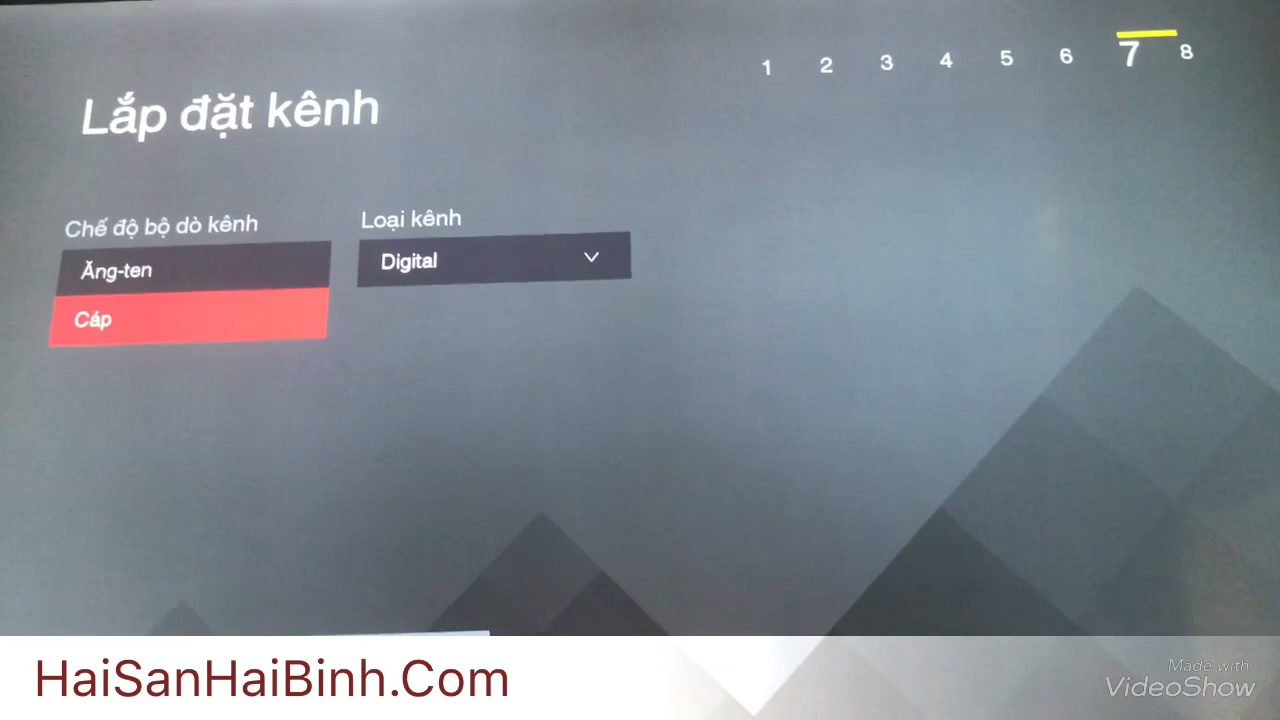 1 2 3 4 5 6 7 8
Lắp đặt kênh
Chế độ bộ dò kênh
Loại kênh
Ăng-ten
Digital
Cáp
HaiSanHaiBinh.Com
Made with
VideoShow